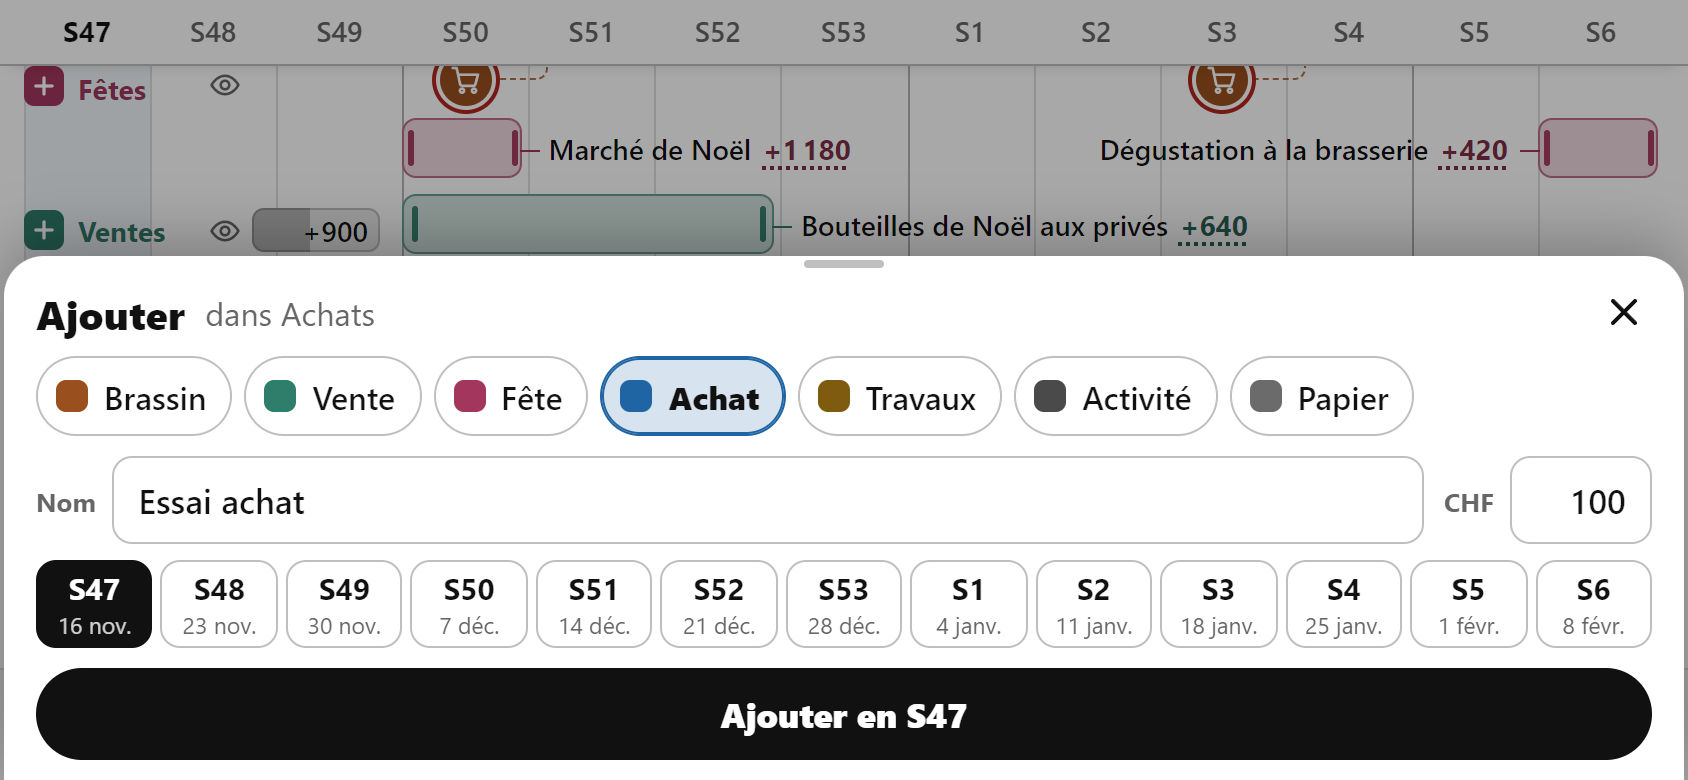 S47 S48 S49 S50 S51 S52 S53 S1 S2 S3 S4 S5 S6
Fêtes
Marché de Noël +1 180 Dégustation à la brasserie +420
Ventes +900 Bouteilles de Noël aux privés +640
Ajouter dans Achats
Brassin Vente Fête Achat Travaux Activité Papier
Nom Essai achat CHF 100
S47 S48 S49 S50 S51 S52 S53 S1 S2 S3 S4 S5 S6
16 nov. 23 nov. 30 nov. 7 déc. 14 déc. 21 déc. 28 déc. 4 janv. 11 janv. 18 janv. 25 janv. 1 févr. 8 févr.
Ajouter en S47